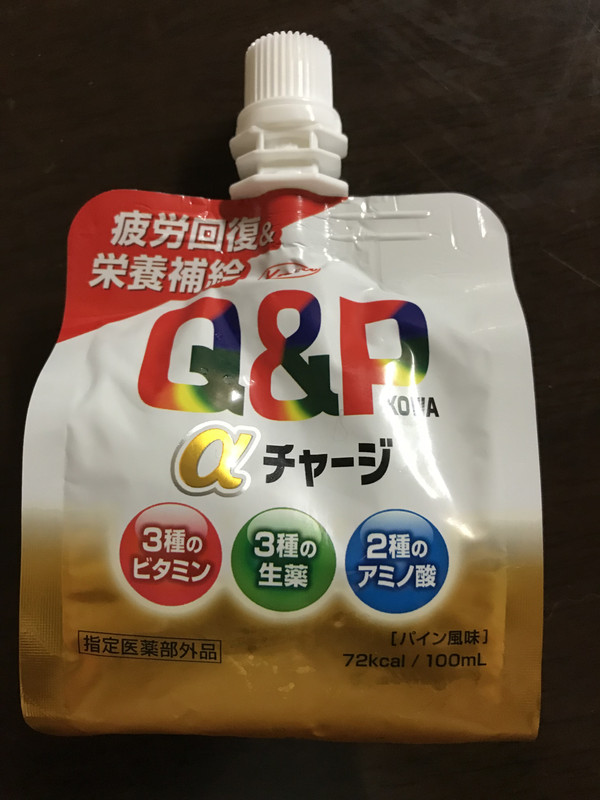 疲労回復&
栄養補給
Q&P
KOWA
αチャージ
3種の
ビタミン
3種の
生薬
2種の
アミノ酸
指定医薬部外品
[パイン風味]
72kcal / 100mL